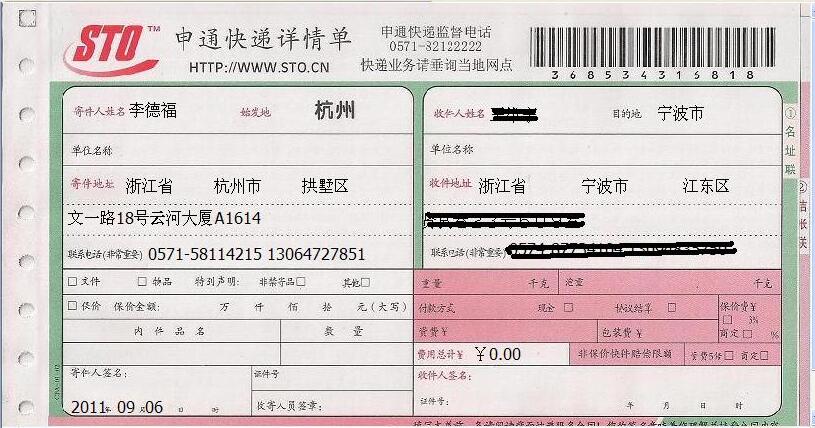 STO™ 申通快递详情单
HTTP://WWW.STO.CN
申通快递监督电话
0571-82122222
快递业务请垂询当地网点
368534316818
寄件人姓名 李德福 始发地 杭州
单位名称
寄件地址 浙江省 杭州市 拱墅区
文一路18号云河大厦A1614
联系电话(非常重要) 0571-58114215 13064727851
收件人姓名 目的地 宁波市
单位名称
收件地址 浙江省 宁波市 江东区
联系电话(非常重要)
① 名址联
② 结账联
□文件 □物品 特别声明: 非禁寄品□ 其他□
□保价 保价金额: 万 仟 佰 拾 元(大写)
内件品名 数量
重量 千克 千克
付款方式 现金 □ 协议结算 □ 保价费¥
□ 3%
资费¥ 包装费¥ 商定□ %
费用总计¥ ¥0.00 非保价快件赔偿限额 资费5倍□ 商定□
寄件人签名: 证件号
2011年 09月 06 日 时 收寄人员签章:
收件人签名:
证件号: 年 月 日 时